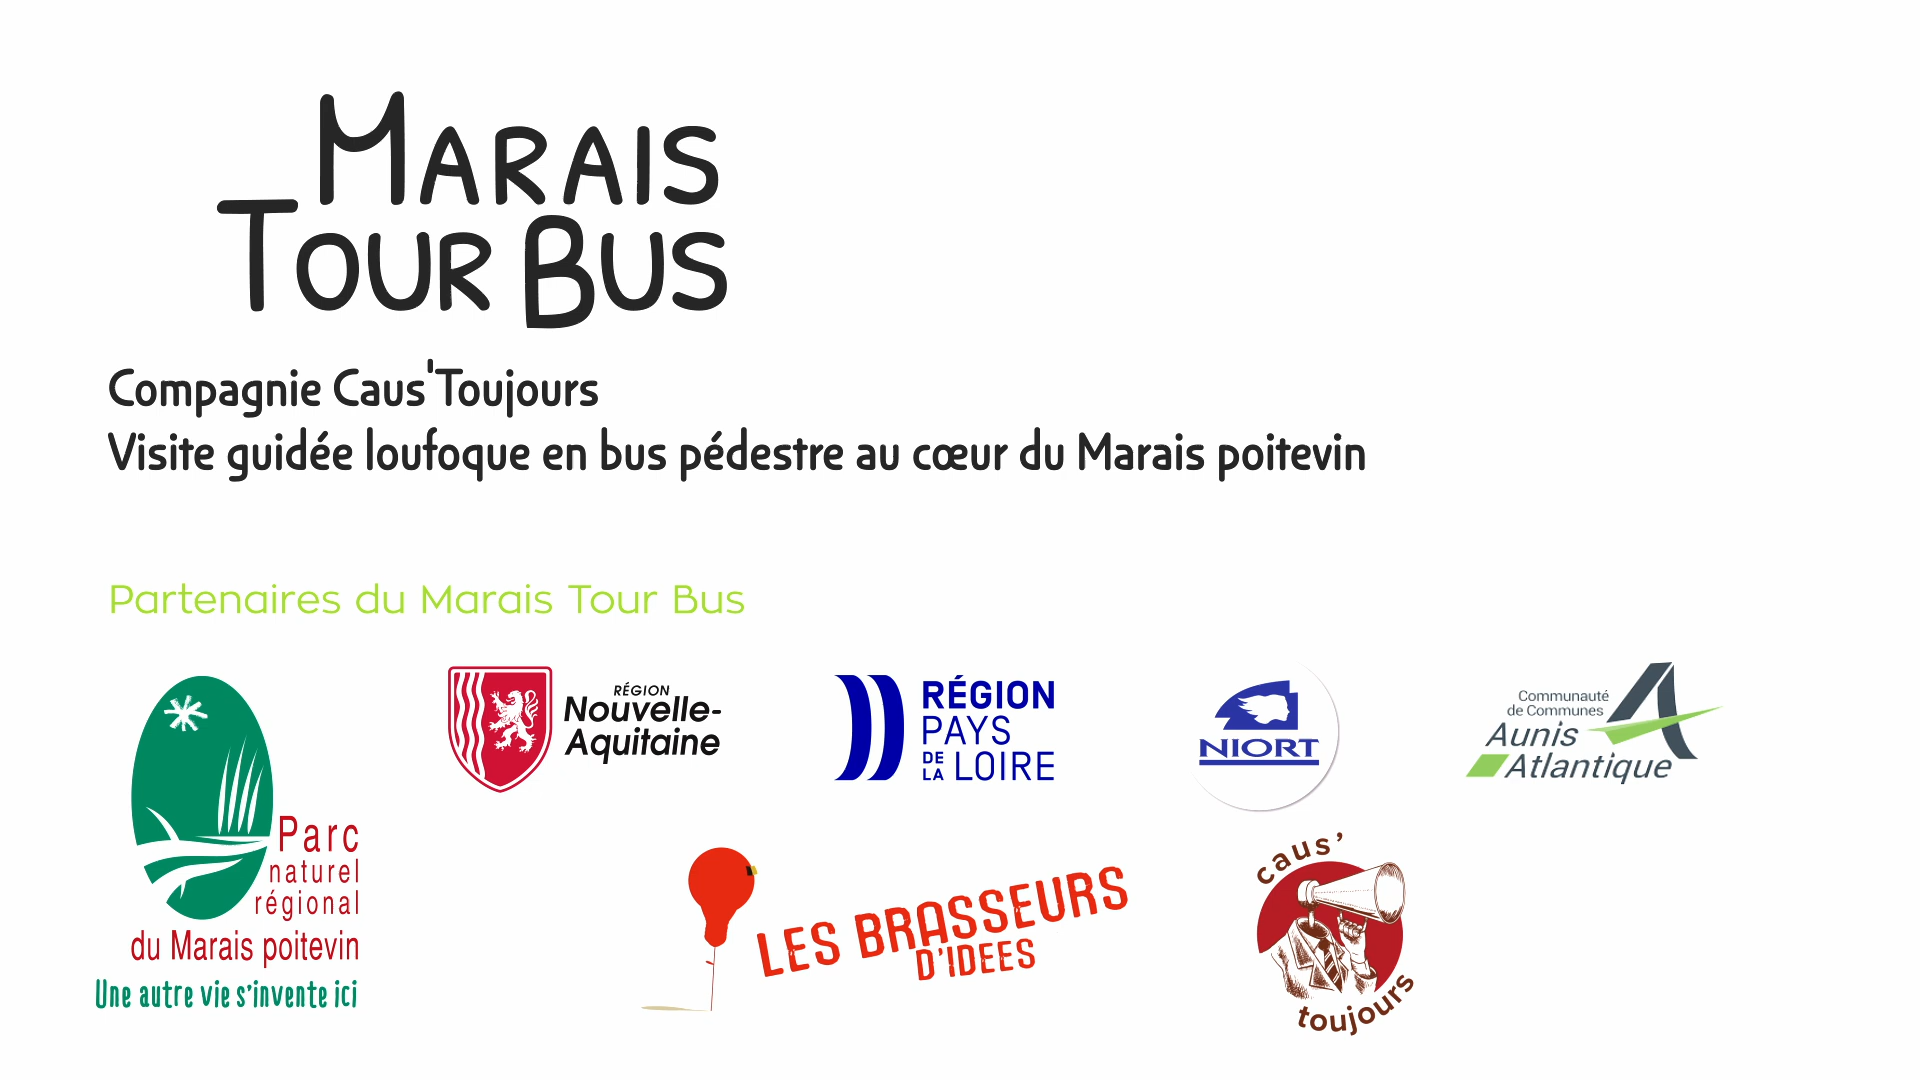 MARAIS
TOUR BUS
Compagnie Caus'Toujours
Visite guidée loufoque en bus pédestre au cœur du Marais poitevin
Partenaires du Marais Tour Bus
Parc
naturel
régional
du Marais poitevin
Une autre vie s'invente ici
RÉGION
Nouvelle-
Aquitaine
RÉGION
PAYS
DE LA LOIRE
NIORT
Communauté
de Communes
Aunis
Atlantique
LES BRASSEURS
D'IDEES
caus'
toujours